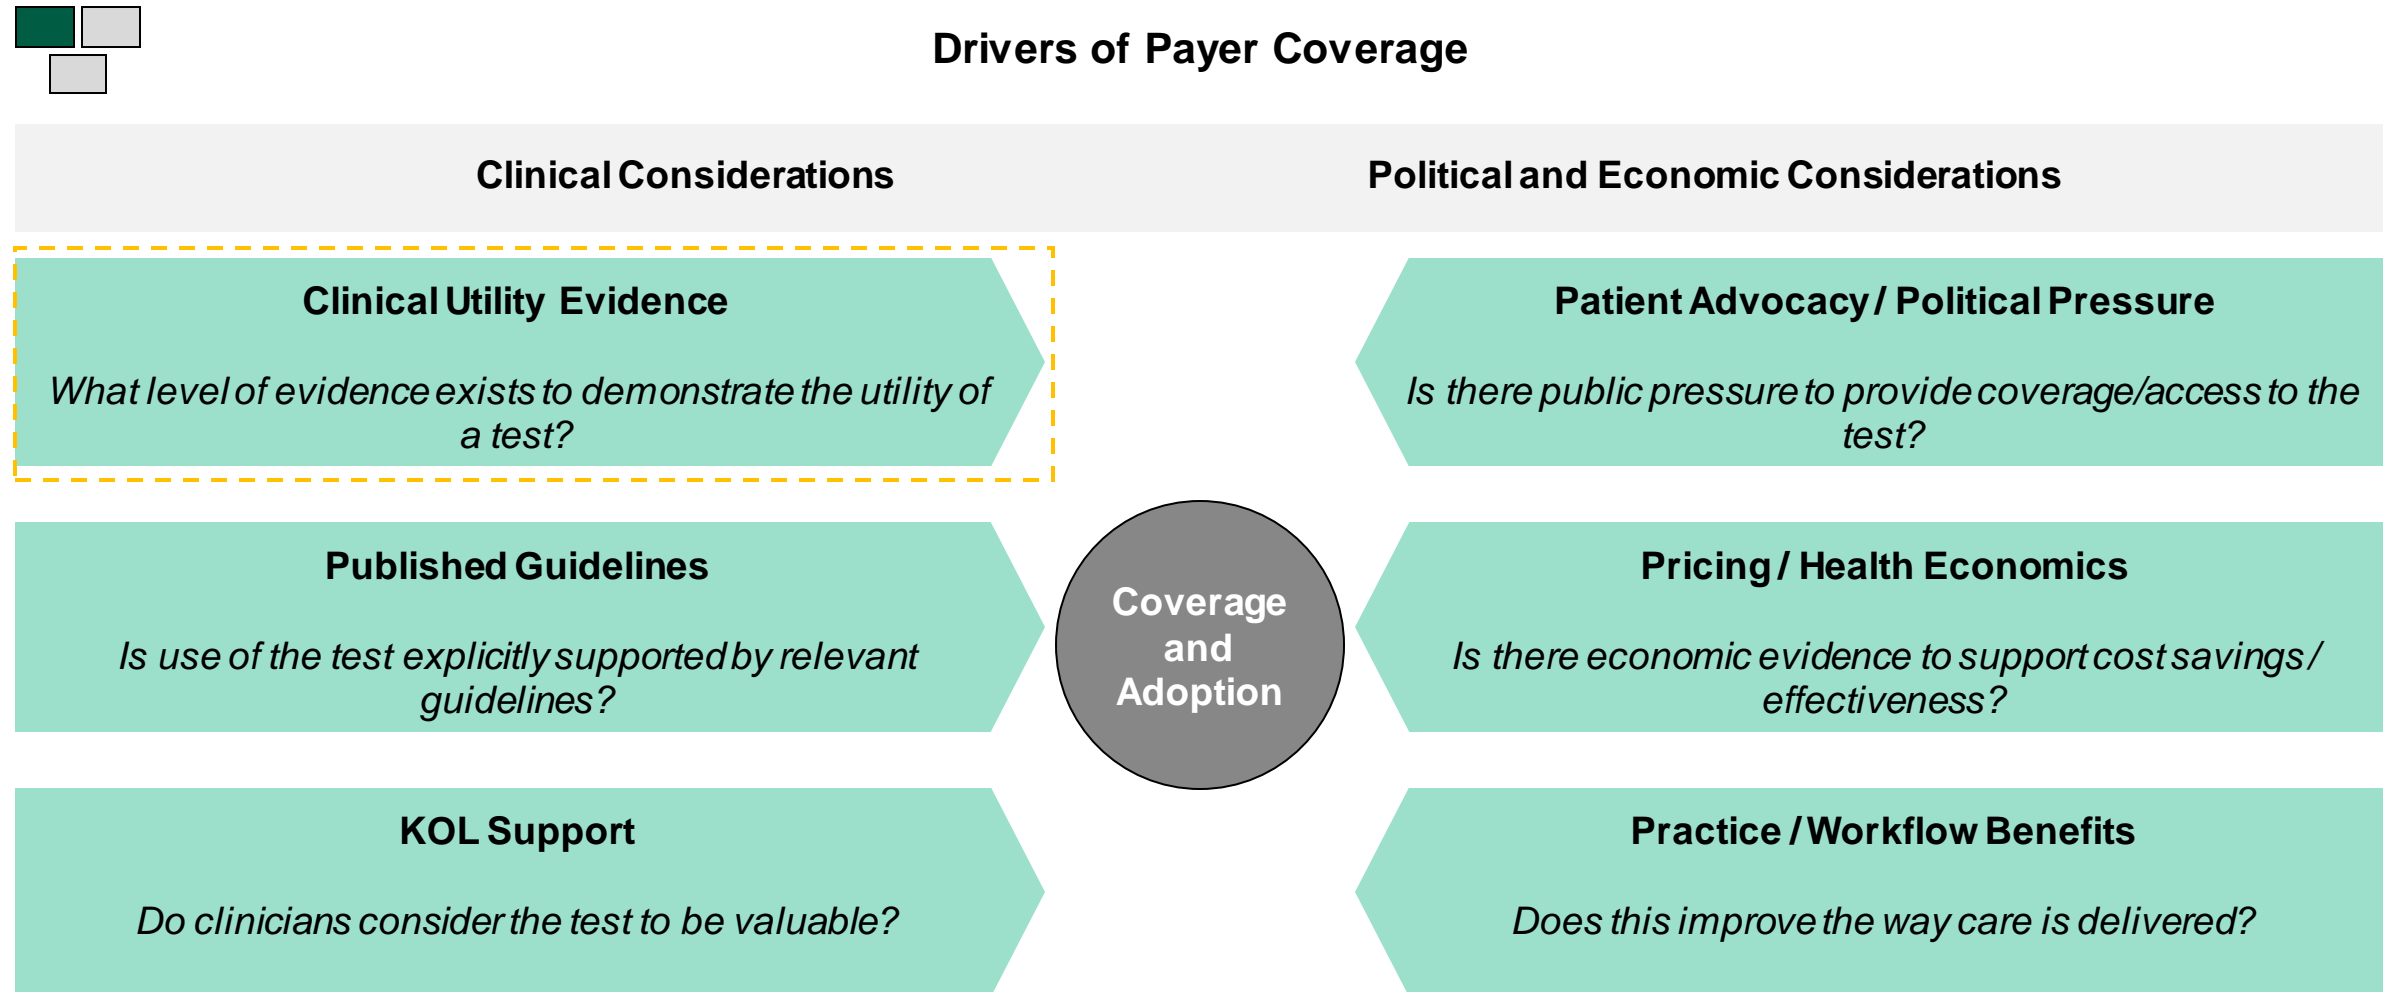 Drivers of Payer Coverage
Clinical Considerations
Political and Economic Considerations
Clinical Utility Evidence
What level of evidence exists to demonstrate the utility of
a test?
Published Guidelines
Is use of the test explicitly supported by relevant
guidelines?
KOL Support
Do clinicians consider the test to be valuable?
Coverage
and
Adoption
Patient Advocacy / Political Pressure
Is there public pressure to provide coverage/access to the
test?
Pricing / Health Economics
Is there economic evidence to support cost savings /
effectiveness?
Practice / Workflow Benefits
Does this improve the way care is delivered?